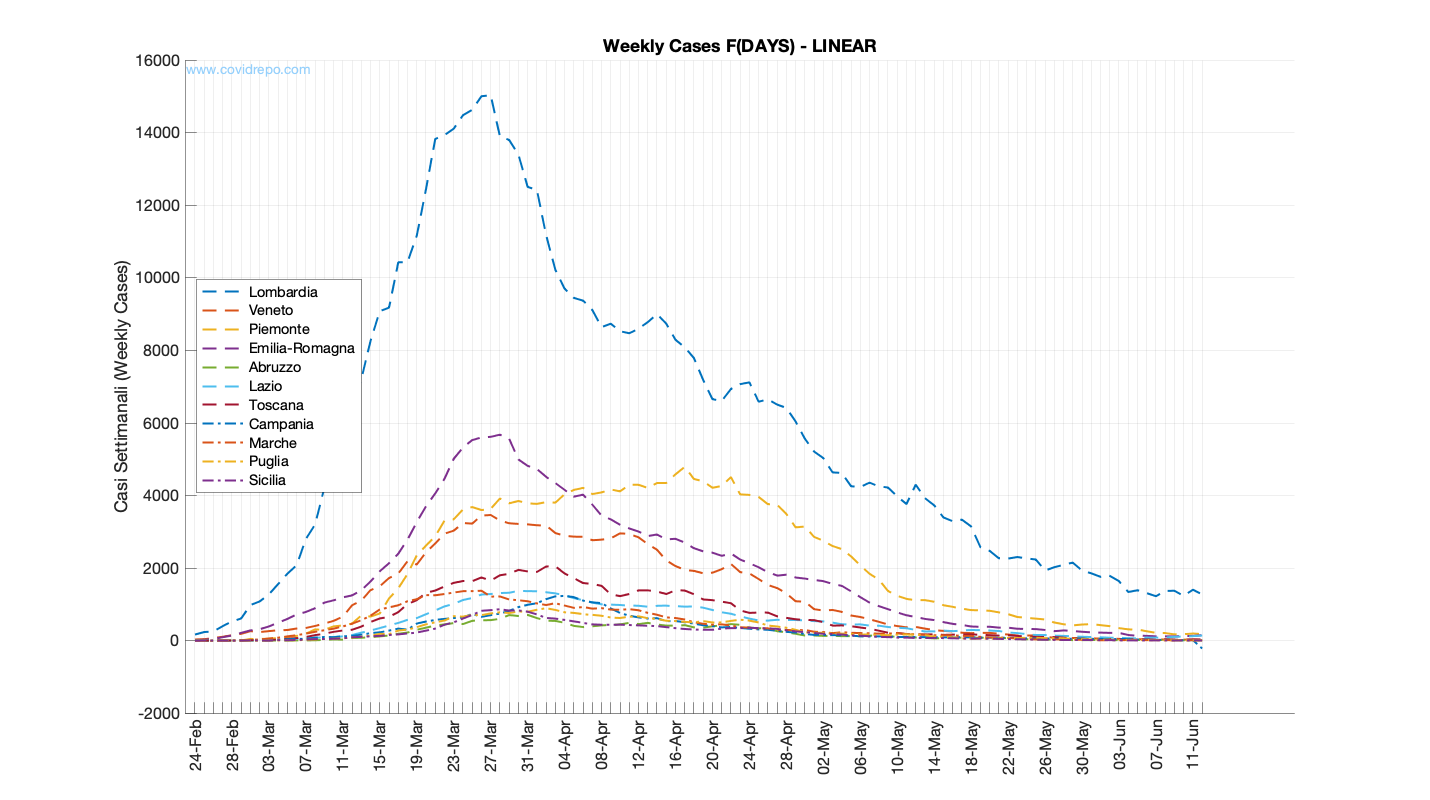 Weekly Cases F(DAYS) - LINEAR
www.covidrepo.com
Casi Settimanali (Weekly Cases)
16000
14000
12000
10000
8000
6000
4000
2000
0
-2000
Lombardia
Veneto
Piemonte
Emilia-Romagna
Abruzzo
Lazio
Toscana
Campania
Marche
Puglia
Sicilia
24-Feb
28-Feb
03-Mar
07-Mar
11-Mar
15-Mar
19-Mar
23-Mar
27-Mar
31-Mar
04-Apr
08-Apr
12-Apr
16-Apr
20-Apr
24-Apr
28-Apr
02-May
06-May
10-May
14-May
18-May
22-May
26-May
30-May
03-Jun
07-Jun
11-Jun